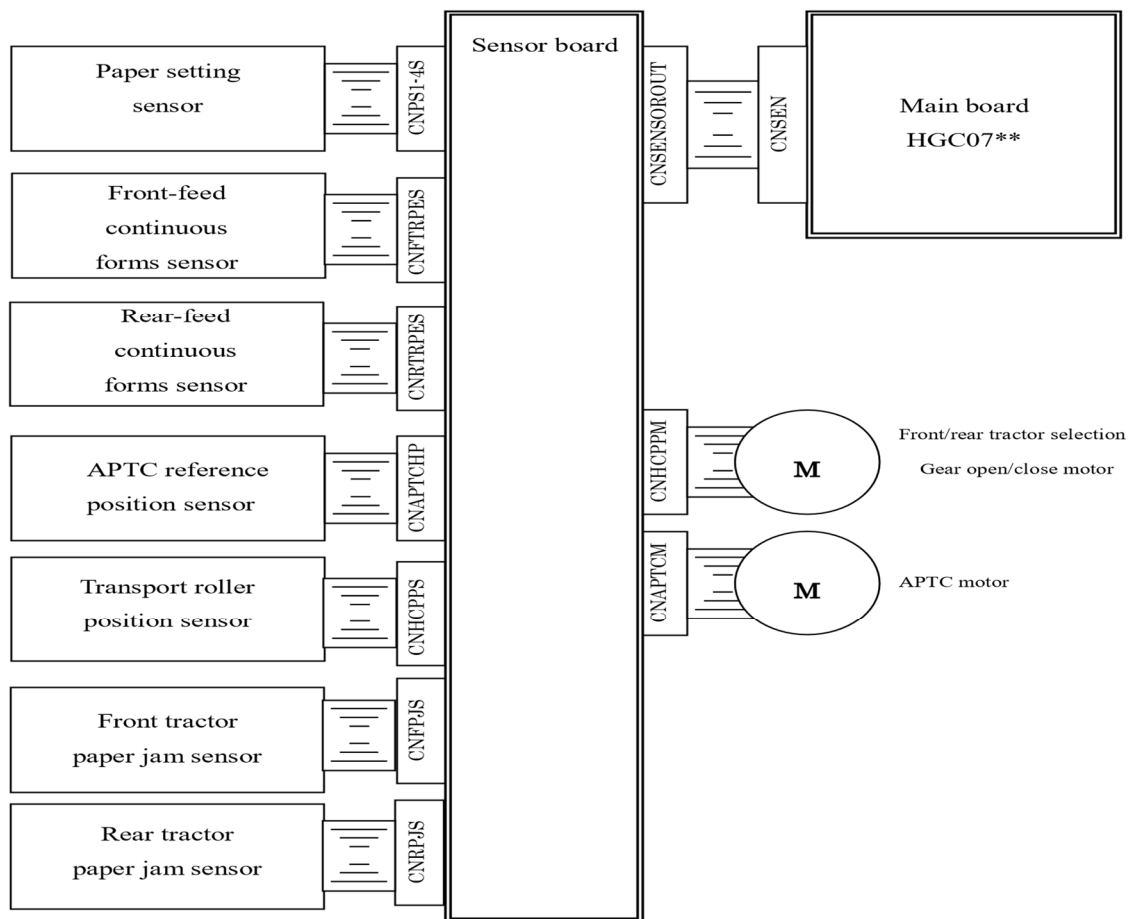 Sensor board
Paper setting
sensor
CNPS1-4S
CNSENSOROUT
CNSEN
Main board
HGC07**
Front-feed
continuous
forms sensor
CNFTRPES
Rear-feed
continuous
forms sensor
CNRTRPES
APTC reference
position sensor
CNAPTCHP
CNHCPPM
M
Front/rear tractor selection
Gear open/close motor
Transport roller
position sensor
CNHCPPS
CNAPTCM
M
APTC motor
Front tractor
paper jam sensor
CNFPJS
Rear tractor
paper jam sensor
CNRPJS